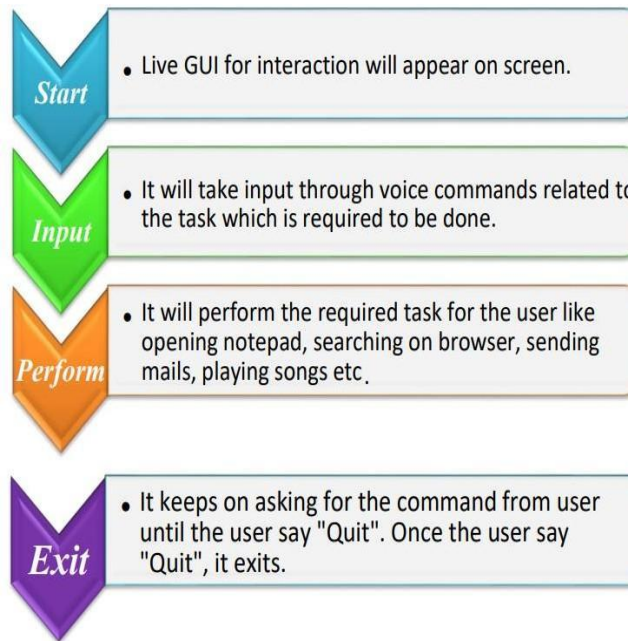 Start
• Live GUI for interaction will appear on screen.
Input
• It will take input through voice commands related to
the task which is required to be done.
Perform
• It will perform the required task for the user like
opening notepad, searching on browser, sending
mails, playing songs etc.
Exit
• It keeps on asking for the command from user
until the user say "Quit". Once the user say
"Quit", it exits.